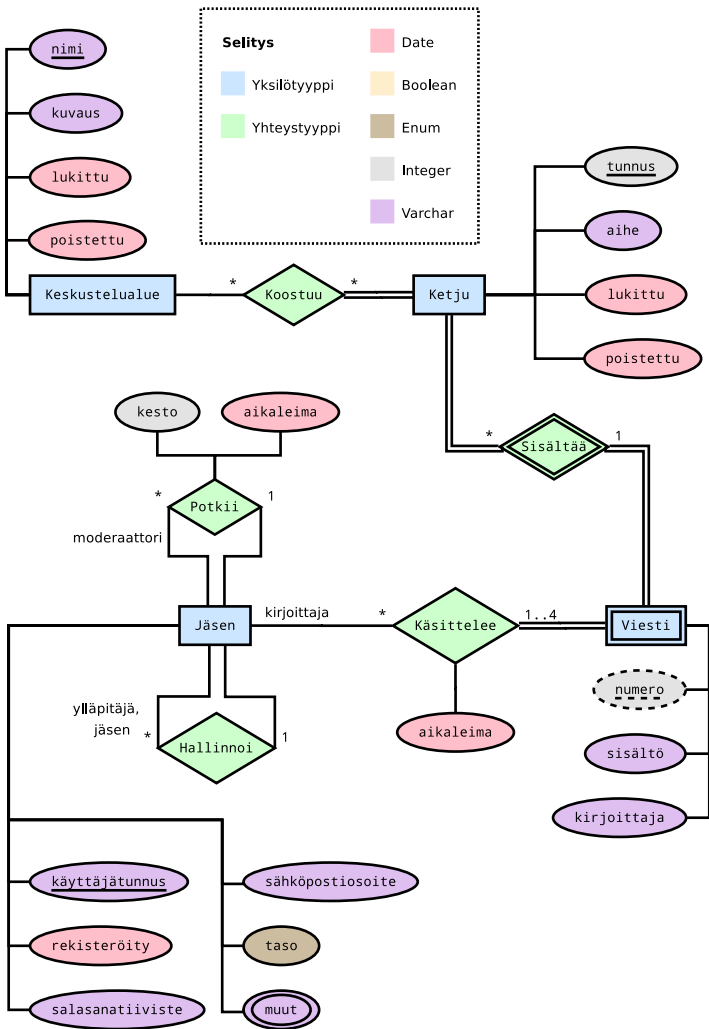 nimi
kuvaus
lukittu
poistettu
Selitys
Yksilötyyppi
Yhteystyyppi
Date
Boolean
Enum
Integer
Varchar
tunnus
aihe
lukittu
poistettu
Keskustelualue
*
Koostuu
*
Ketju
kesto
aikaleima
*
Potkii
1
moderaattori
*
Sisältää
1
Jäsen
kirjoittaja
*
Käsittelee
1..4
Viesti
ylläpitäjä,
jäsen
*
Hallinnoi
1
aikaleima
numero
sisältö
kirjoittaja
käyttäjätunnus
rekisteröity
salasanatiiviste
sähköpostiosoite
taso
muut